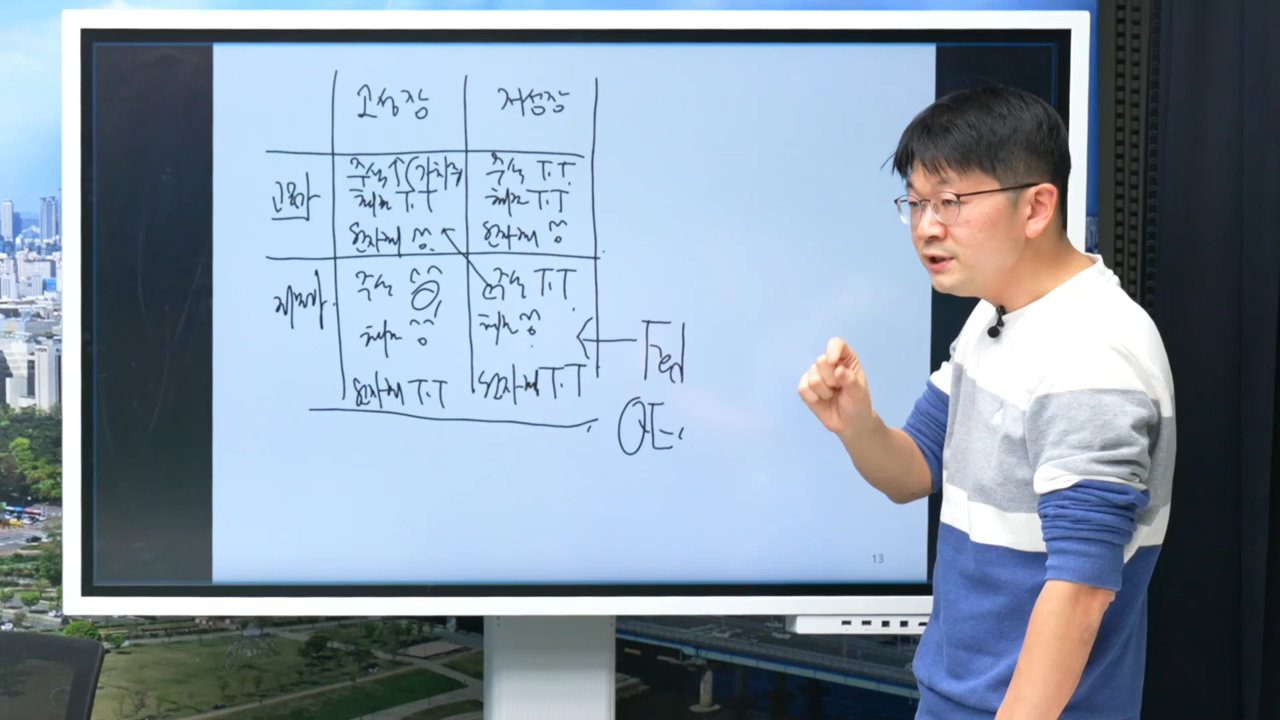 고성장 저성장
고물가
주식↑(가치주
채권 T.T
원자재
주식 T.T.
채권 T.T
원자재
저물가
주식
채권
원자재 T.T
주식 T.T.
채권
원자재 T.T
Fed
QE
13